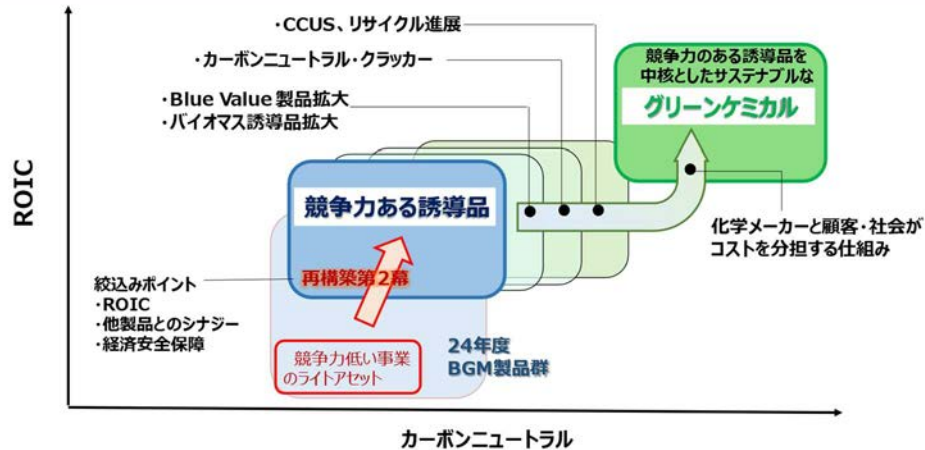 ・CCUS、リサイクル進展
・カーボンニュートラル・クラッカー
・Blue Value 製品拡大
・バイオマス誘導品拡大
競争力のある誘導品を
中核としたサステナブルな
グリーンケミカル
ROIC
競争力ある誘導品
化学メーカーと顧客・社会が
コストを分担する仕組み
再構築第2幕
絞込みポイント
・ROIC
・他製品とのシナジー
・経済安全保障
競争力低い事業
のライトアセット
24年度
BGM製品群
カーボンニュートラル